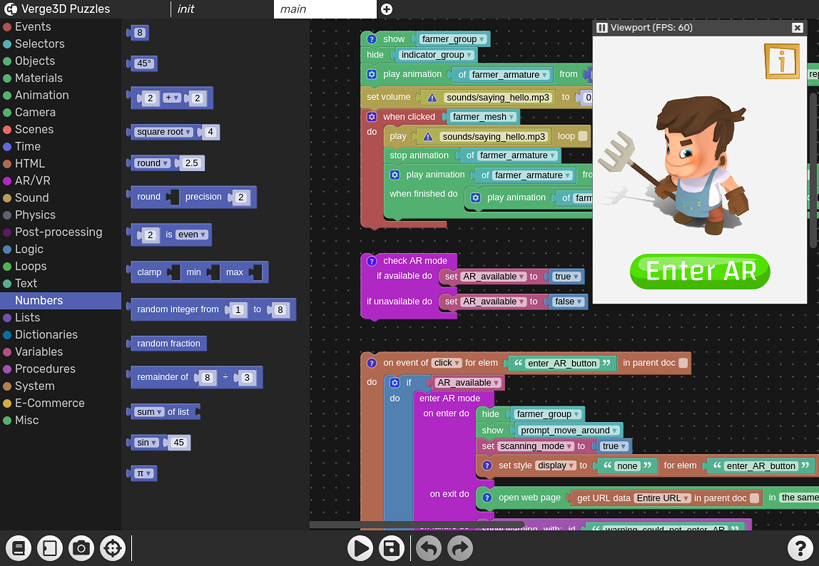 Verge3D Puzzles
init
main
Events
Selectors
Objects
Materials
Animation
Camera
Scenes
Time
HTML
AR/VR
Sound
Physics
Post-processing
Logic
Loops
Text
Numbers
Lists
Dictionaries
Variables
Procedures
System
E-Commerce
Misc
8
45°
2 + 2
square root 4
round 2.5
round precision 2
2 is even
clamp min max
random integer from 1 to 8
random fraction
remainder of 8 ÷ 3
sum of list
sin 45
π
? show farmer_group
hide indicator_group
play animation of farmer_armature from
set volume sounds/saying_hello.mp3 to 0
when clicked farmer_mesh
do play sounds/saying_hello.mp3 loop
stop animation of farmer_armature
play animation of farmer_armature
when finished do play animation of
? check AR mode
if available do set AR_available to true
if unavailable do set AR_available to false
? on event of click for elem “ enter_AR_button ” in parent doc
do if AR_available
do enter AR mode
on enter do hide farmer_group
show prompt_move_around
set scanning_mode to true
? set style display to “ none ” for elem “ enter_AR_button
on exit do ? open web page get URL data Entire URL in parent doc in the same
Viewport (FPS: 60)
i
Enter AR
?